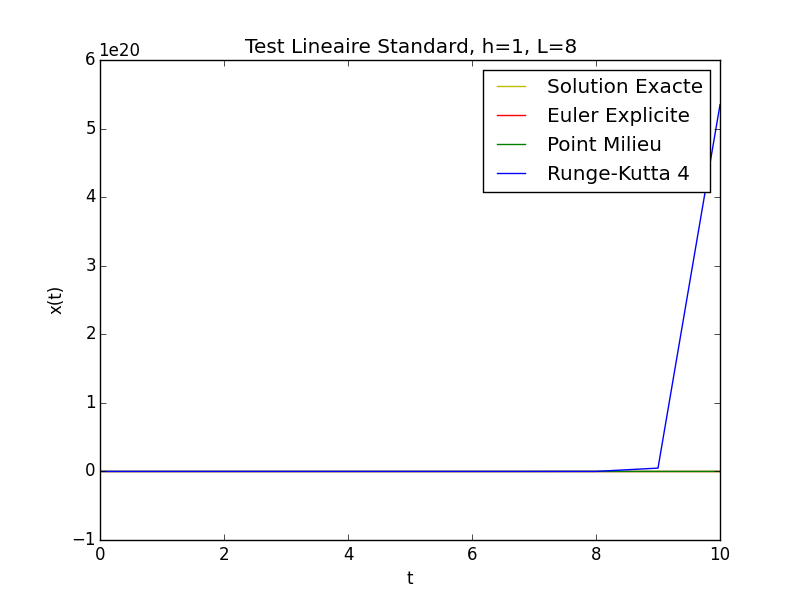 Test Lineaire Standard, h=1, L=8
1e20
6
5
4
3
2
1
0
−1
Solution Exacte
Euler Explicite
Point Milieu
Runge-Kutta 4
x(t)
0 2 4 6 8 10
t